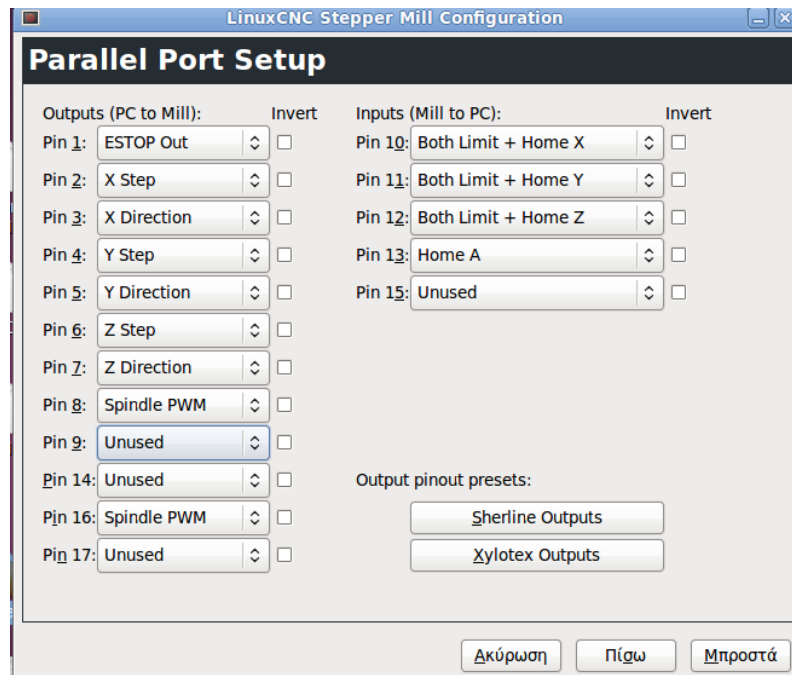 LinuxCNC Stepper Mill Configuration
Parallel Port Setup
Outputs (PC to Mill): Invert
Pin 1: ESTOP Out
Pin 2: X Step
Pin 3: X Direction
Pin 4: Y Step
Pin 5: Y Direction
Pin 6: Z Step
Pin 7: Z Direction
Pin 8: Spindle PWM
Pin 9: Unused
Pin 14: Unused
Pin 16: Spindle PWM
Pin 17: Unused
Inputs (Mill to PC): Invert
Pin 10: Both Limit + Home X
Pin 11: Both Limit + Home Y
Pin 12: Both Limit + Home Z
Pin 13: Home A
Pin 15: Unused
Output pinout presets:
Sherline Outputs
Xylotex Outputs
Ακύρωση Πίσω Μπροστά